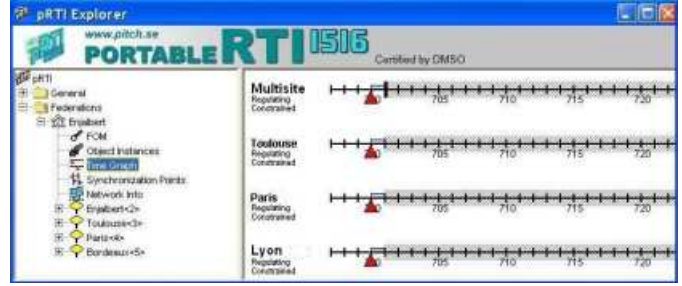 pRTI Explorer
www.pitch.se
PORTABLE RTI 1516
Certified by DMSO
pRTI
General
Federations
Enjalbert
FOM
Object Instances
Time Graph
Synchronization Points
Network Info
Enjalbert<2>
Toulouse<3>
Paris<4>
Bordeaux<5>
Multisite
Regulating
Constrained
705 710 715 720
Toulouse
Regulating
Constrained
705 710 715 720
Paris
Regulating
Constrained
705 710 715 720
Lyon
Regulating
Constrained
705 710 715 720